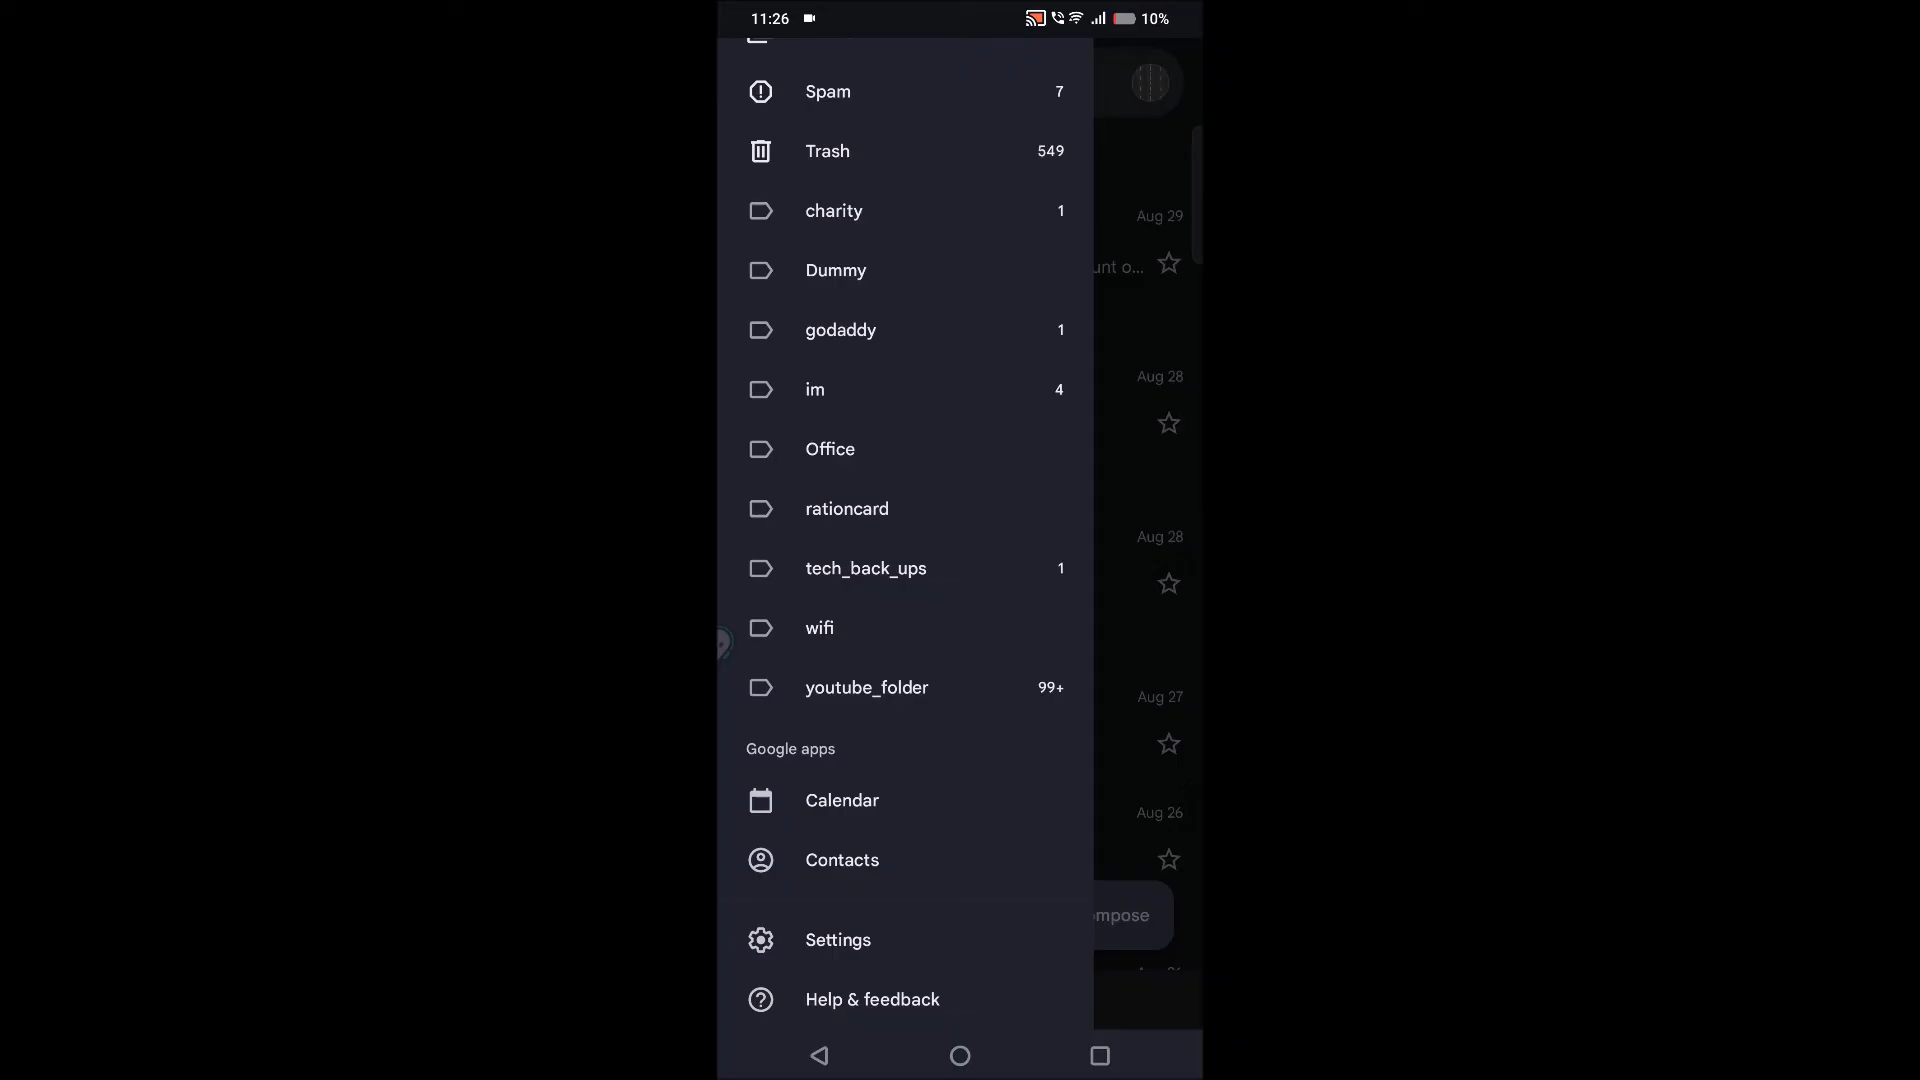 11:26 10%
Spam 7
Trash 549
charity 1
Aug 29
Dummy
unt o...
godaddy 1
Aug 28
im 4
Office
rationcard
Aug 28
tech_back_ups 1
wifi
youtube_folder 99+
Aug 27
Google apps
Calendar
Aug 26
Contacts
mpose
Settings
Help & feedback